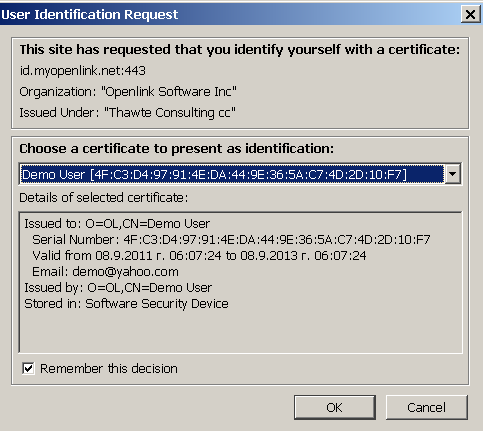 User Identification Request
This site has requested that you identify yourself with a certificate:
id.myopenlink.net:443
Organization: "Openlink Software Inc"
Issued Under: "Thawte Consulting cc"
Choose a certificate to present as identification:
Demo User [4F:C3:D4:97:91:4E:DA:44:9E:36:5A:C7:4D:2D:10:F7]
Details of selected certificate:
Issued to: O=OL,CN=Demo User
Serial Number: 4F:C3:D4:97:91:4E:DA:44:9E:36:5A:C7:4D:2D:10:F7
Valid from 08.9.2011 г. 06:07:24 to 08.9.2013 г. 06:07:24
Email: demo@yahoo.com
Issued by: O=OL,CN=Demo User
Stored in: Software Security Device
Remember this decision
OK
Cancel